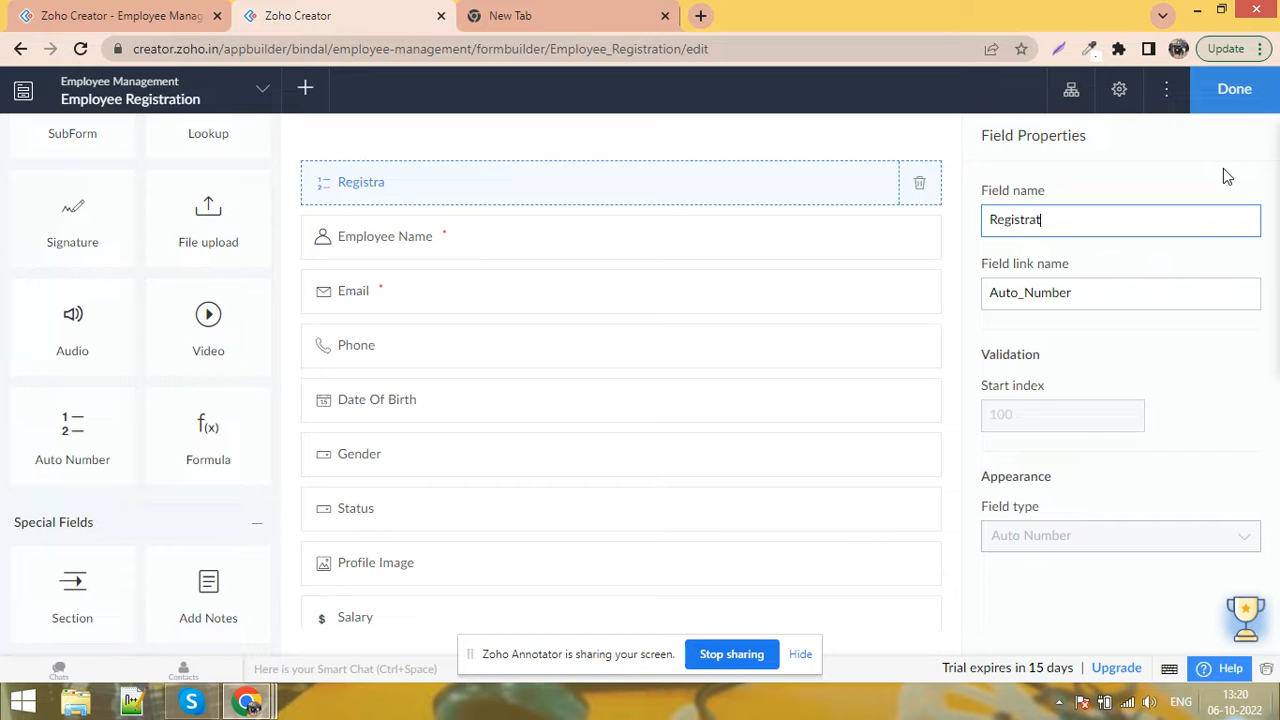 Zoho Creator - Employee Manag
Zoho Creator
New Tab
creator.zoho.in/appbuilder/bindal/employee-management/formbuilder/Employee_Registration/edit
Update
Employee Management
Employee Registration
Done
SubForm
Lookup
Signature
File upload
Audio
Video
Auto Number
f(x)
Formula
Special Fields
Section
Add Notes
Registra
Employee Name *
Email *
Phone
Date Of Birth
Gender
Status
Profile Image
$ Salary
Field Properties
Field name
Registrat
Field link name
Auto_Number
Validation
Start index
100
Appearance
Field type
Auto Number
Zoho Annotator is sharing your screen.
Stop sharing
Hide
Chats
Contacts
Here is your Smart Chat (Ctrl+Space)
Trial expires in 15 days
Upgrade
Help
ENG
13:20
06-10-2022